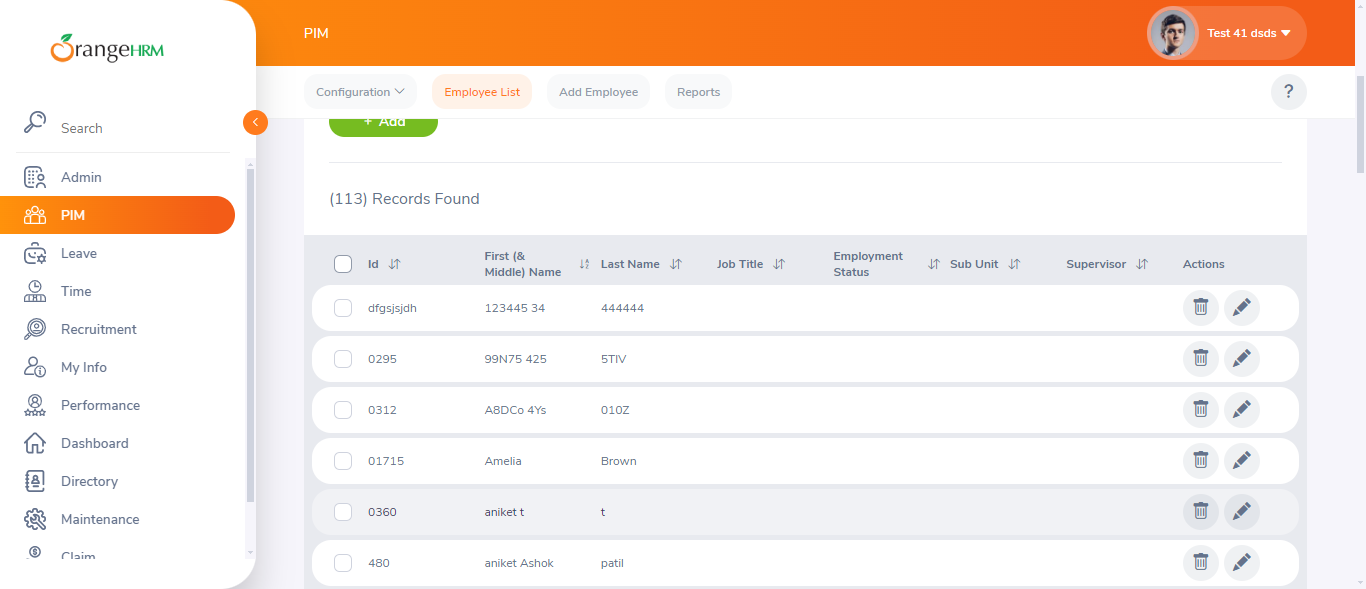 OrangeHRM
PIM
Test 41 dsds
Search
Configuration
Employee List
Add Employee
Reports
?
+ Add
(113) Records Found
Admin
PIM
Leave
Time
Recruitment
My Info
Performance
Dashboard
Directory
Maintenance
Claim
Id First (& Middle) Name Last Name Job Title Employment Status Sub Unit Supervisor Actions
dfgsjsjdh 123445 34 444444
0295 99N75 425 5TIV
0312 A8DCo 4Ys 010Z
01715 Amelia Brown
0360 aniket t t
480 aniket Ashok patil